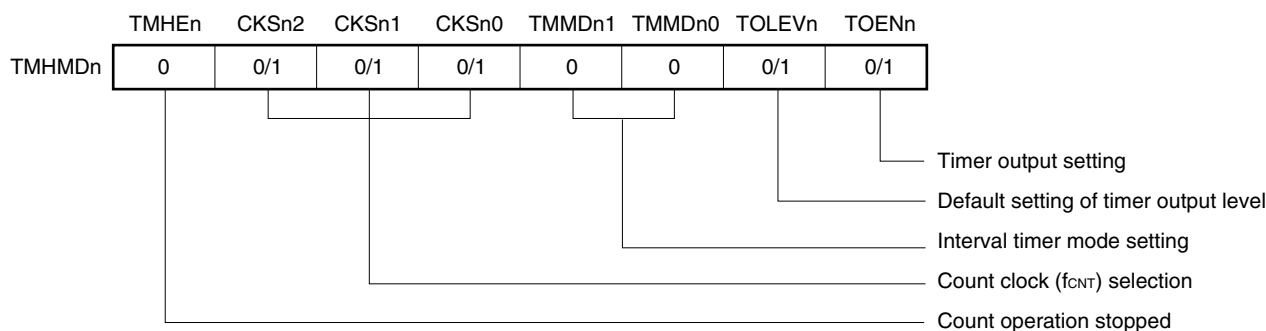 TMHEn CKSn2 CKSn1 CKSn0 TMMDn1 TMMDn0 TOLEVn TOENn
TMHMDn 0 0/1 0/1 0/1 0 0 0/1 0/1
Timer output setting
Default setting of timer output level
Interval timer mode setting
Count clock (fCNT) selection
Count operation stopped